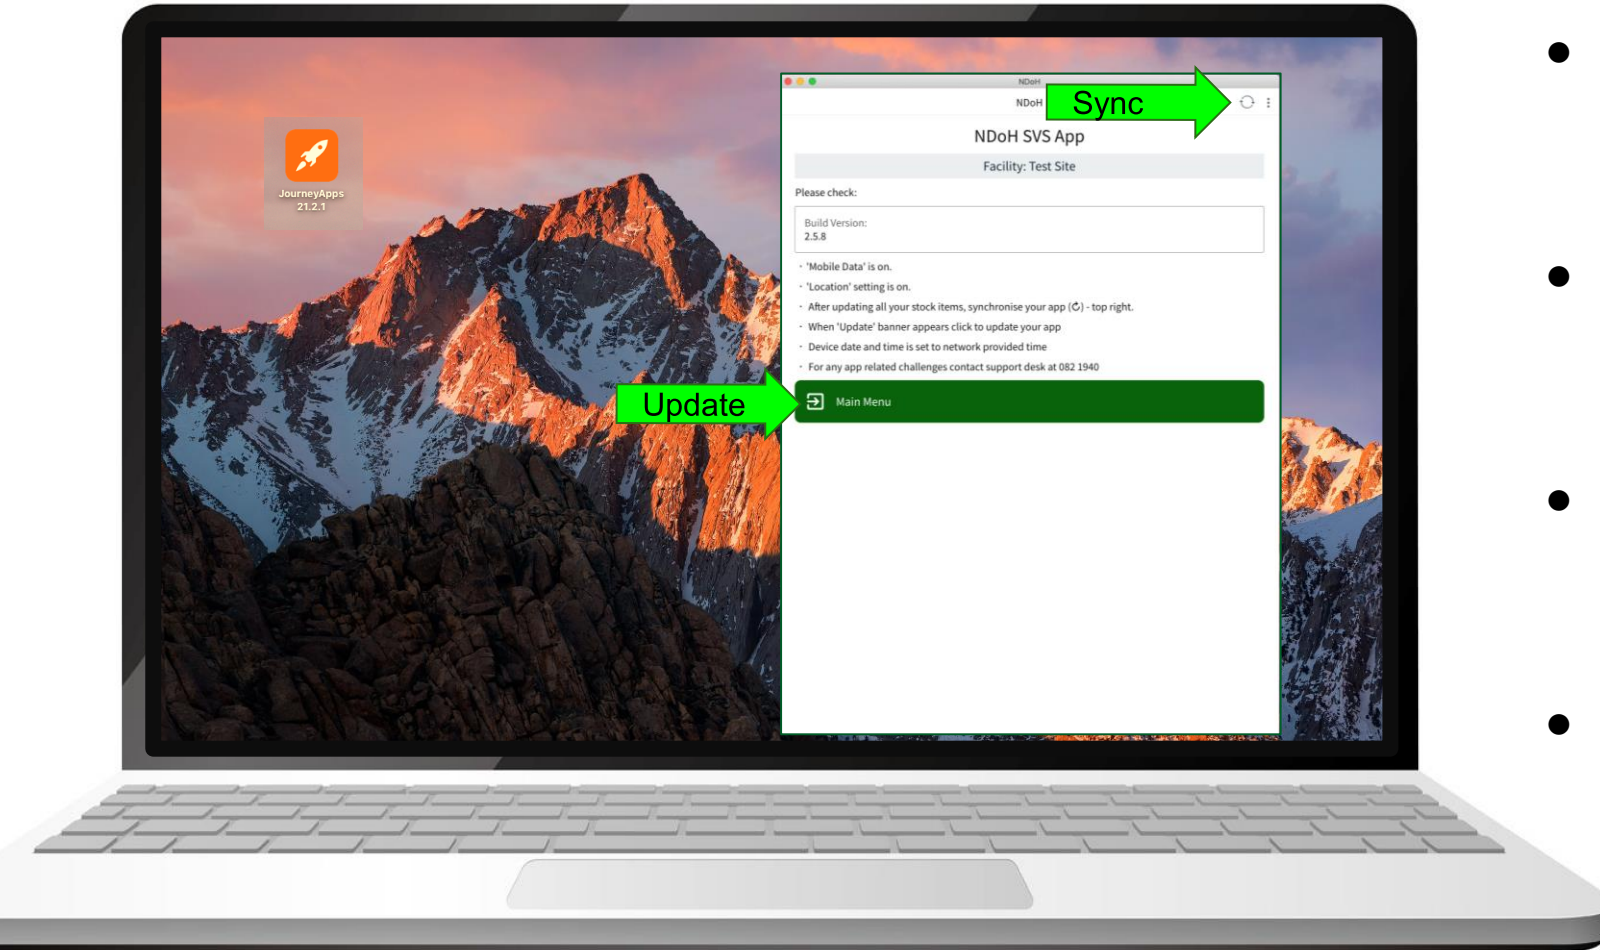 JourneyApps
21.2.1
NDoH
NDoH
Sync
NDoH SVS App
Facility: Test Site
Please check:
Build Version:
2.5.8
- 'Mobile Data' is on.
- 'Location' setting is on.
- After updating all your stock items, synchronise your app (↻) - top right.
- When 'Update' banner appears click to update your app
- Device date and time is set to network provided time
- For any app related challenges contact support desk at 082 1940
Update
Main Menu